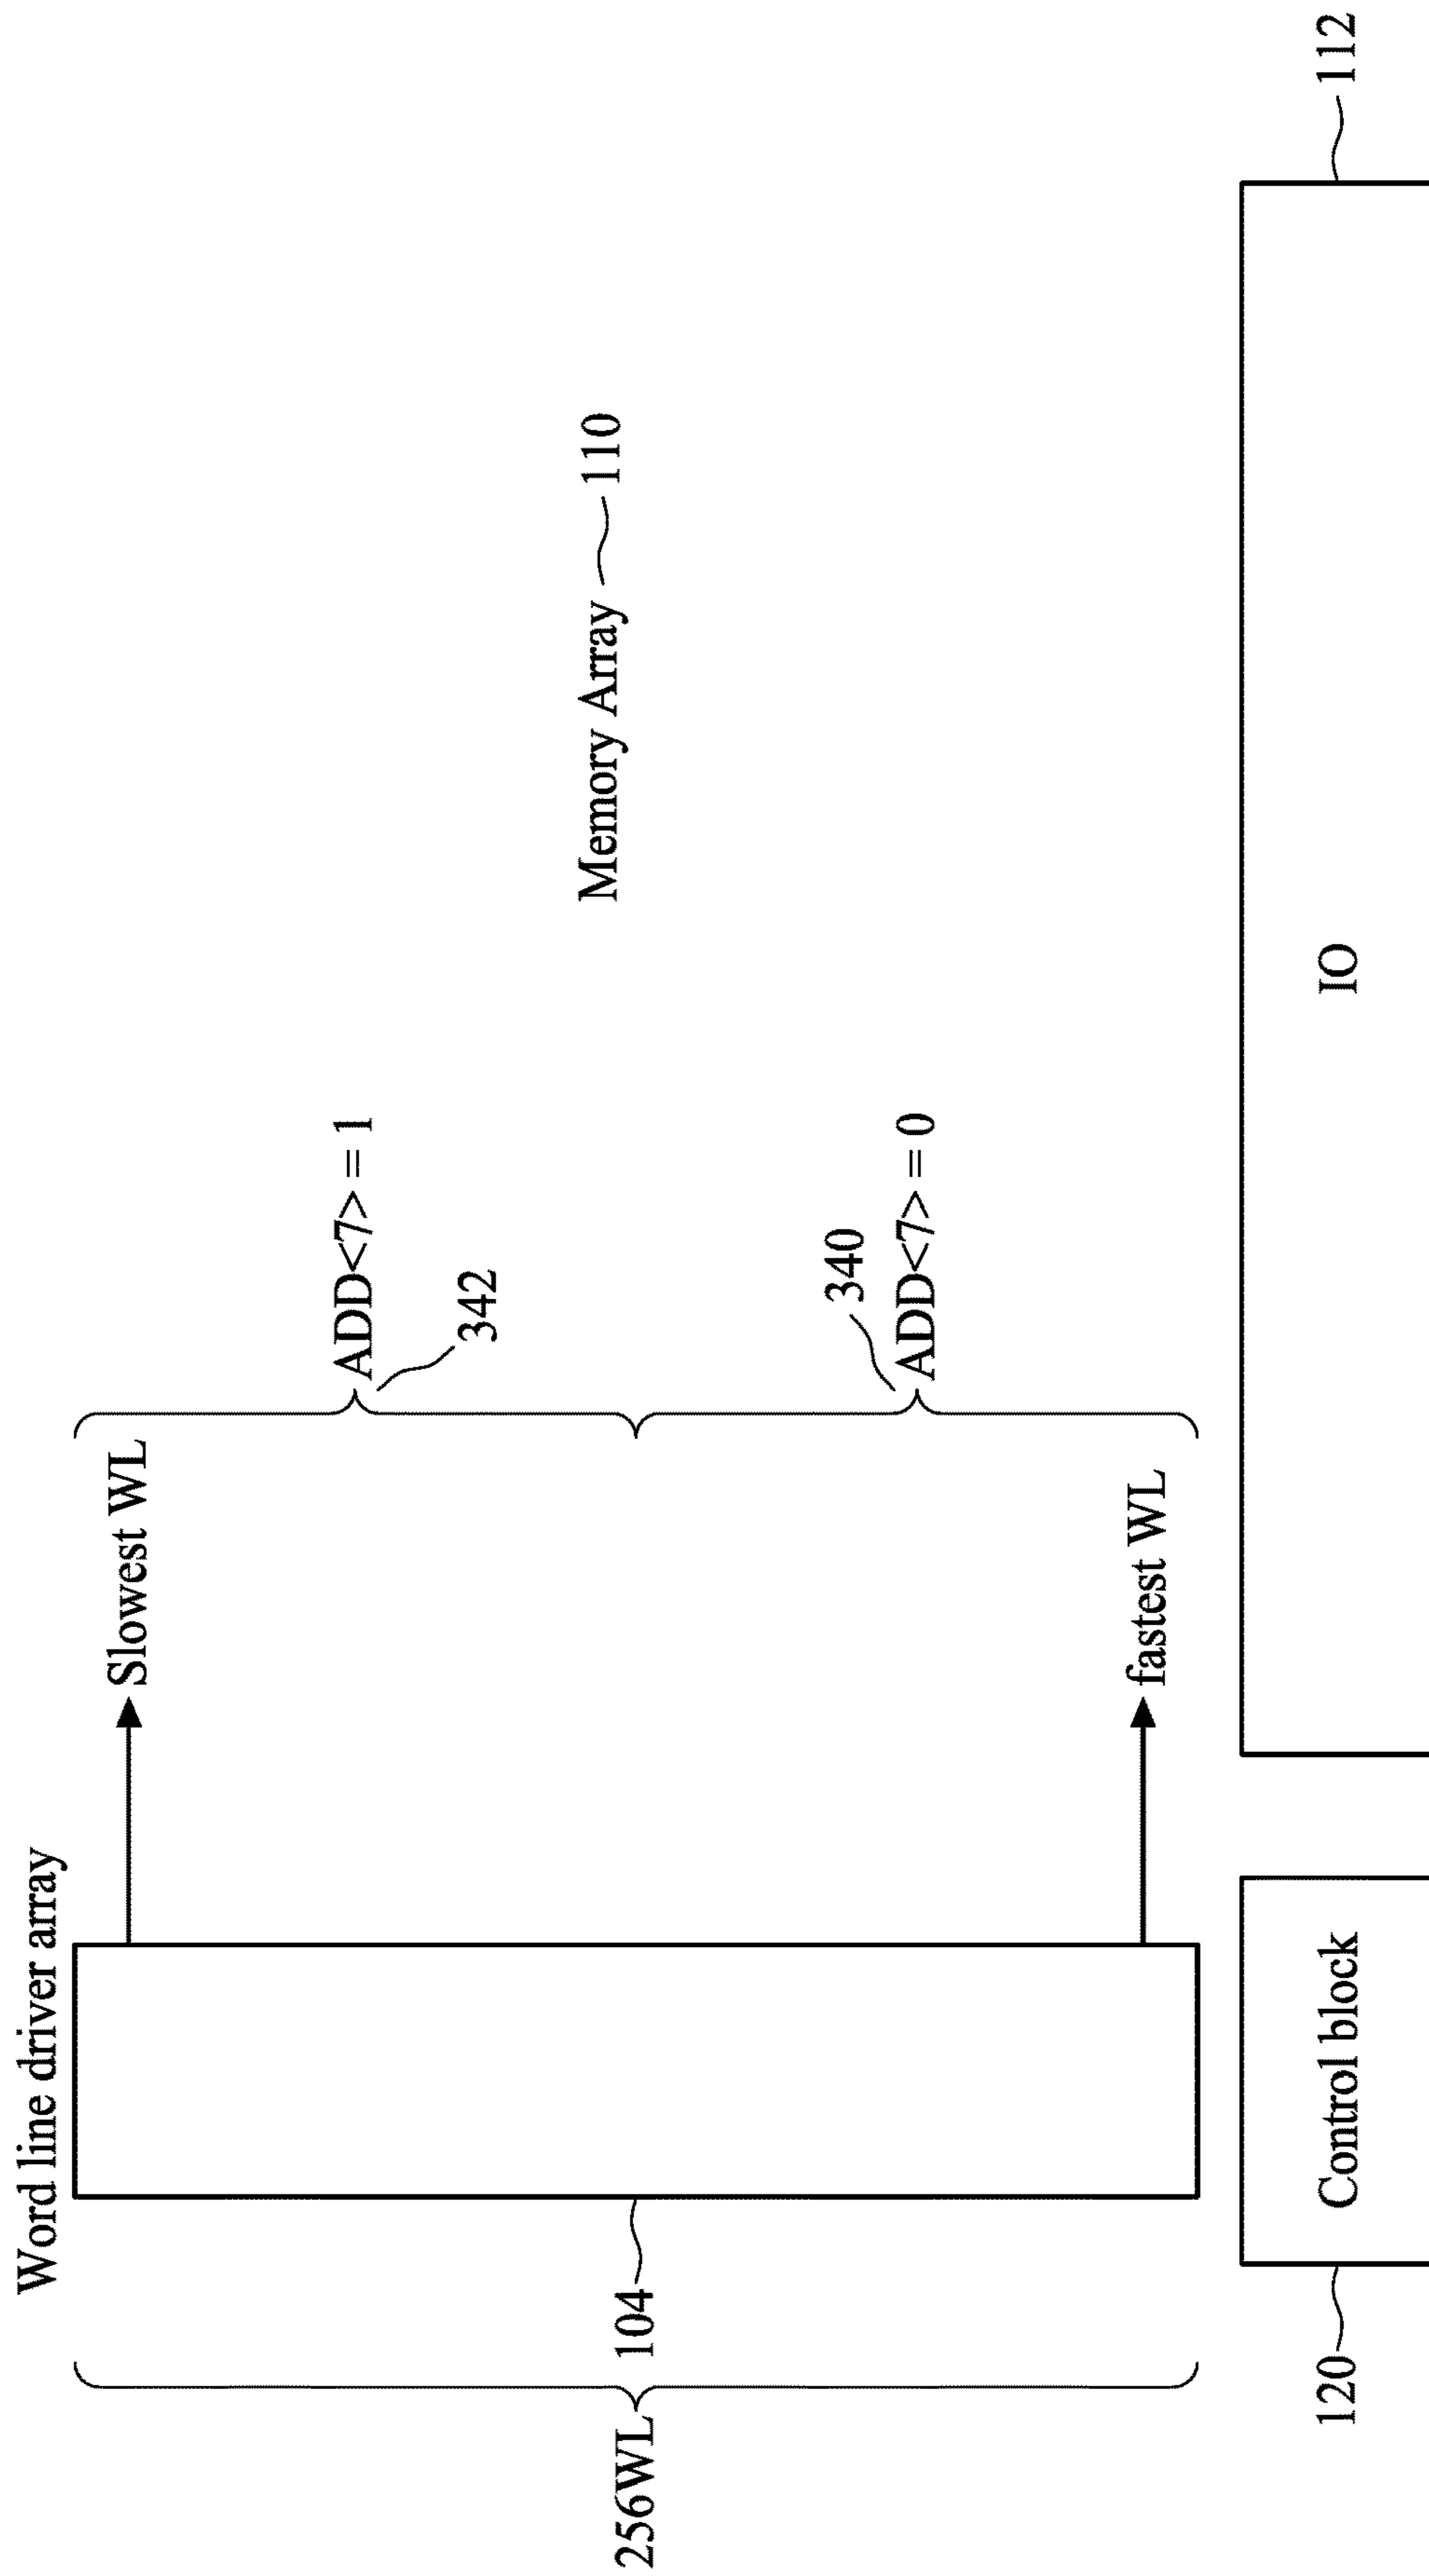 Word line driver array
Slowest WL
ADD<7> = 1
342
256WL
104
Memory Array
110
340
ADD<7> = 0
fastest WL
120
Control block
IO
112